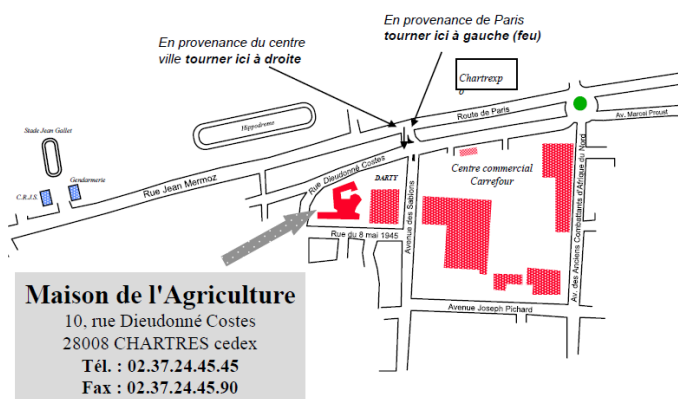 En provenance de Paris
tourner ici à gauche (feu)
En provenance du centre
ville tourner ici à droite
Chartrexp
o
Route de Paris
Av. Marcel Proust
Stade Jean Gallet
Hippodrome
Gendarmerie
C.R.J.S.
Rue Jean Mermoz
Rue Dieudonné Costes
DARTY
Centre commercial
Carrefour
Avenue des Sablons
Rue du 8 mai 1945
Av. des Anciens Combattants d'Afrique du Nord
Avenue Joseph Pichard
Maison de l'Agriculture
10, rue Dieudonné Costes
28008 CHARTRES cedex
Tél. : 02.37.24.45.45
Fax : 02.37.24.45.90